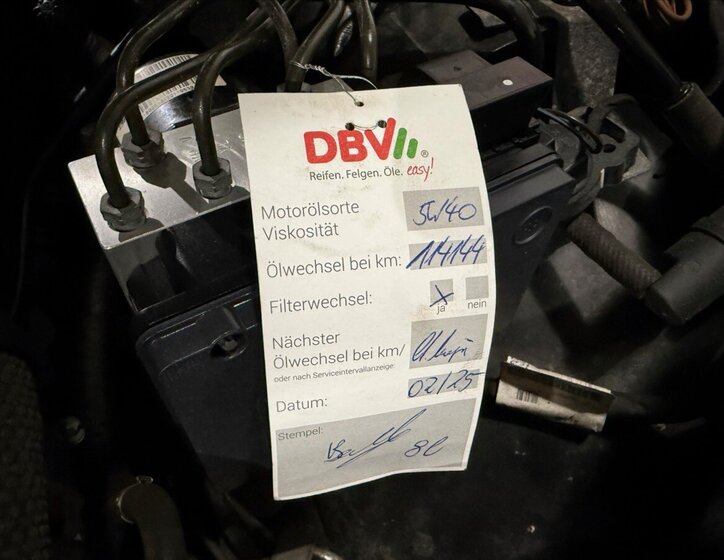 DBV®
Reifen. Felgen. Öle. easy!
Motorölsorte
Viskosität 5W40
Ölwechsel bei km: 114144
Filterwechsel: X
ja nein
Nächster
Ölwechsel bei km/
oder nach Serviceintervallanzeige:
Datum: 02/25
Stempel:
8l